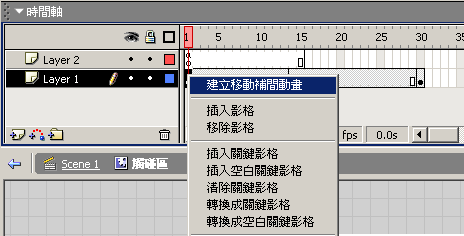 時間軸
1 5 10 15 20 25 30 35
Layer 2
Layer 1
建立移動補間動畫
插入影格
移除影格
fps 0.0s
插入關鍵影格
Scene 1 觸碰區
插入空白關鍵影格
清除關鍵影格
轉換成關鍵影格
轉換成空白關鍵影格